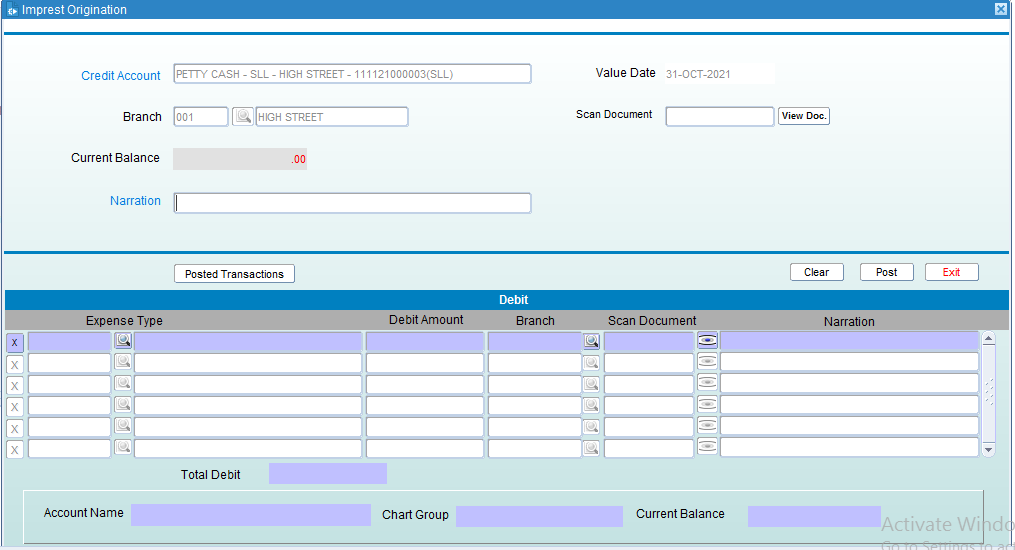 Imprest Origination
Credit Account PETTY CASH - SLL - HIGH STREET - 111121000003(SLL) Value Date 31-OCT-2021
Branch 001 HIGH STREET Scan Document View Doc.
Current Balance .00
Narration
Posted Transactions Clear Post Exit
Debit
Expense Type Debit Amount Branch Scan Document Narration
X
X
X
X
X
X
Total Debit
Account Name Chart Group Current Balance
Activate Windo
Go to Settings to act